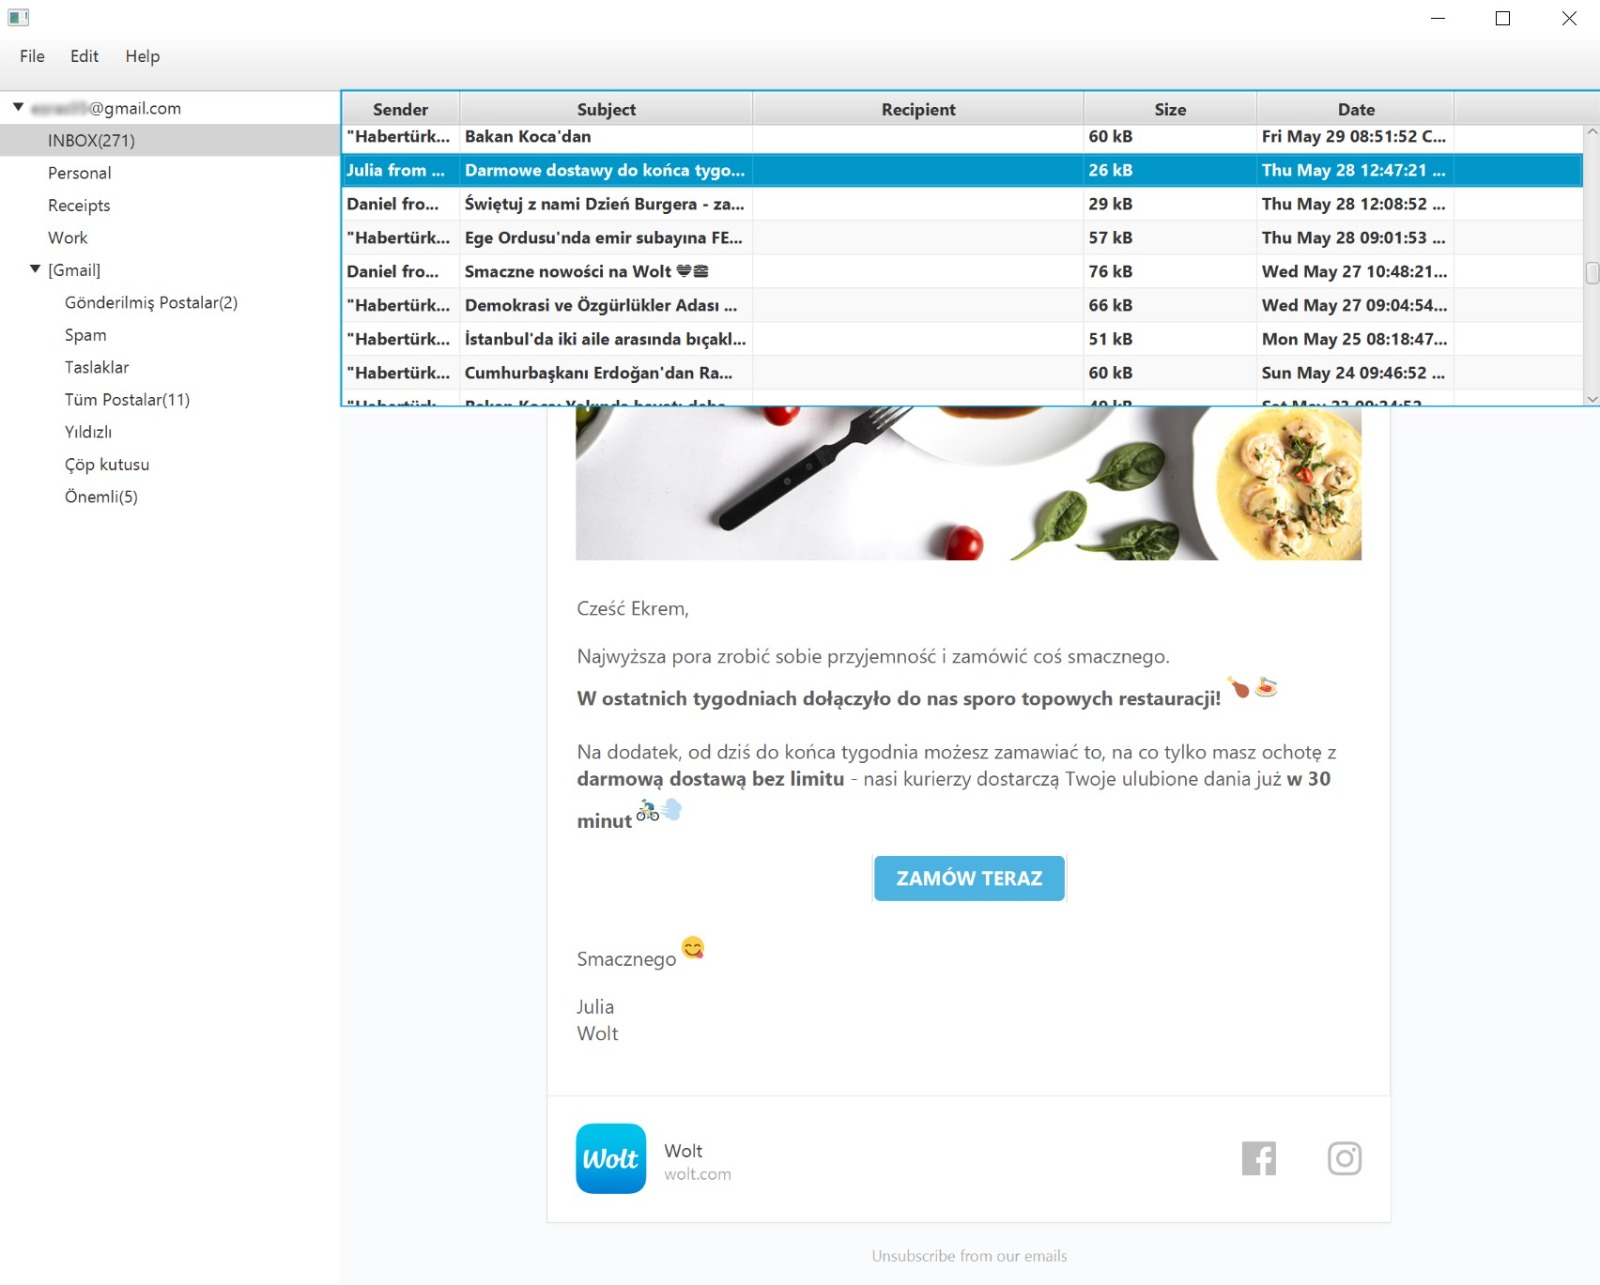 File Edit Help
@gmail.com
INBOX(271)
Personal
Receipts
Work
[Gmail]
Gönderilmiş Postalar(2)
Spam
Taslaklar
Tüm Postalar(11)
Yıldızlı
Çöp kutusu
Önemli(5)
Sender Subject Recipient Size Date
"Habertürk... Bakan Koca'dan 60 kB Fri May 29 08:51:52 C...
Julia from ... Darmowe dostawy do końca tygo... 26 kB Thu May 28 12:47:21 ...
Daniel fro... Świętuj z nami Dzień Burgera - za... 29 kB Thu May 28 12:08:52 ...
"Habertürk... Ege Ordusu'nda emir subayına FE... 57 kB Thu May 28 09:01:53 ...
Daniel fro... Smaczne nowości na Wolt 76 kB Wed May 27 10:48:21...
"Habertürk... Demokrasi ve Özgürlükler Adası ... 66 kB Wed May 27 09:04:54...
"Habertürk... İstanbul'da iki aile arasında bıçakl... 51 kB Mon May 25 08:18:47...
"Habertürk... Cumhurbaşkanı Erdoğan'dan Ra... 60 kB Sun May 24 09:46:52 ...
Cześć Ekrem,
Najwyższa pora zrobić sobie przyjemność i zamówić coś smacznego.
W ostatnich tygodniach dołączyło do nas sporo topowych restauracji! 🍗🍝
Na dodatek, od dziś do końca tygodnia możesz zamawiać to, na co tylko masz ochotę z
darmową dostawą bez limitu - nasi kurierzy dostarczą Twoje ulubione dania już w 30
minut 🚴💨
ZAMÓW TERAZ
Smacznego 😋
Julia
Wolt
Wolt
Wolt
wolt.com
Unsubscribe from our emails